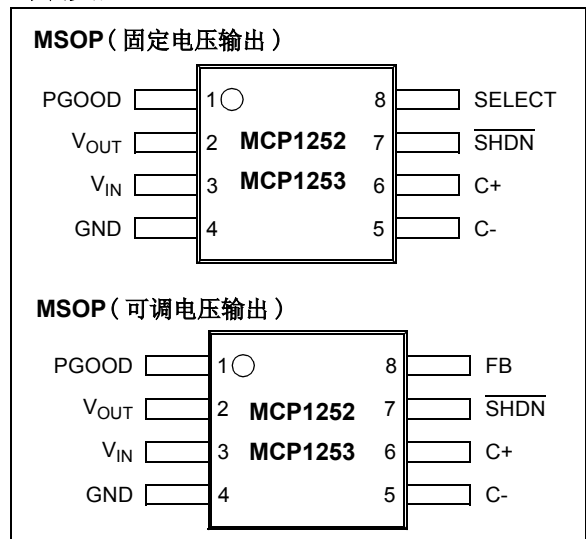 MSOP（固定电压输出）
PGOOD 1 8 SELECT
VOUT 2 MCP1252 7 SHDN
VIN 3 MCP1253 6 C+
GND 4 5 C-
MSOP（可调电压输出）
PGOOD 1 8 FB
VOUT 2 MCP1252 7 SHDN
VIN 3 MCP1253 6 C+
GND 4 5 C-